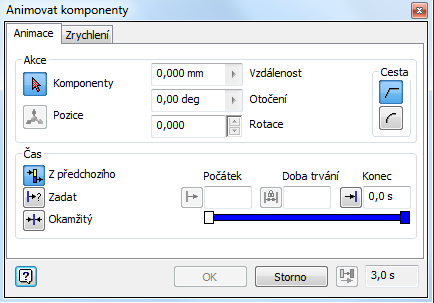 Animovat komponenty
Animace Zrychlení
Akce
Komponenty 0,000 mm Vzdálenost Cesta
0,00 deg Otočení
Pozice 0,000 Rotace
Čas
Z předchozího Počátek Doba trvání Konec
Zadat 0,0 s
Okamžitý
OK Storno 3,0 s